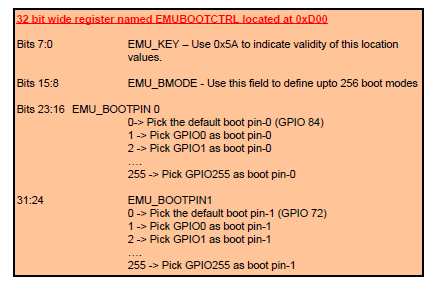 32 bit wide register named EMUBOOTCTRL located at 0xD00
Bits 7:0 EMU_KEY – Use 0x5A to indicate validity of this location
values.
Bits 15:8 EMU_BMODE - Use this field to define upto 256 boot modes
Bits 23:16 EMU_BOOTPIN 0
0-> Pick the default boot pin-0 (GPIO 84)
1 -> Pick GPIO0 as boot pin-0
2 -> Pick GPIO1 as boot pin-0
....
255 -> Pick GPIO255 as boot pin-0
31:24 EMU_BOOTPIN1
0 -> Pick the default boot pin-1 (GPIO 72)
1 -> Pick GPIO0 as boot pin-1
2 -> Pick GPIO1 as boot pin-1
....
255 -> Pick GPIO255 as boot pin-1